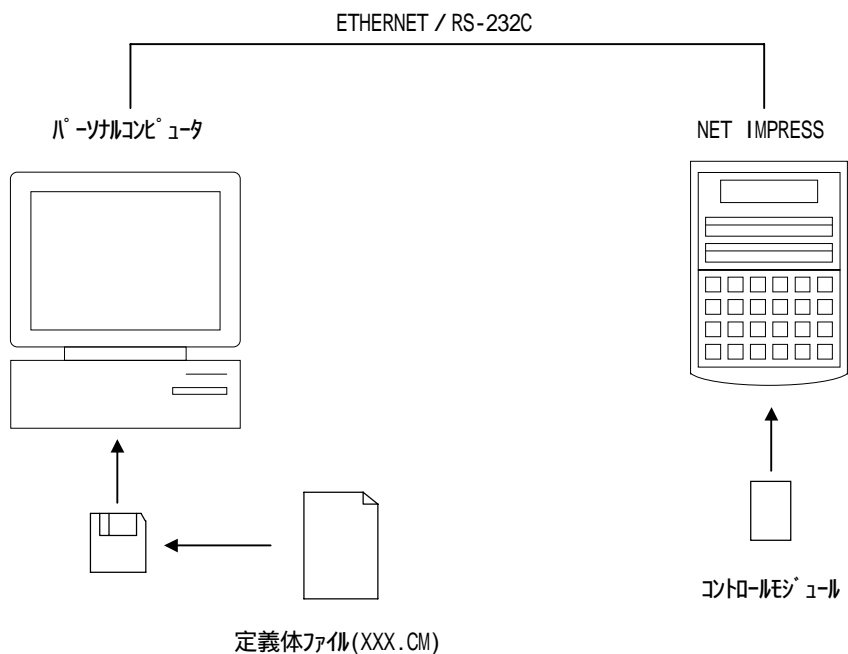 ETHERNET / RS-232C
ﾊﾟｰｿﾅﾙｺﾝﾋﾟｭｰﾀ
NET IMPRESS
ｺﾝﾄﾛｰﾙﾓｼﾞｭｰﾙ
定義体ﾌｧｲﾙ(XXX.CM)